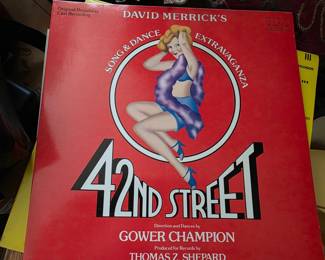 Original Broadway
Cast Recording
DAVID MERRICK'S
SONG & DANCE EXTRAVAGANZA
42ND STREET
Direction and Dances by
GOWER CHAMPION
Produced for Records by
THOMAS Z. SHEPARD